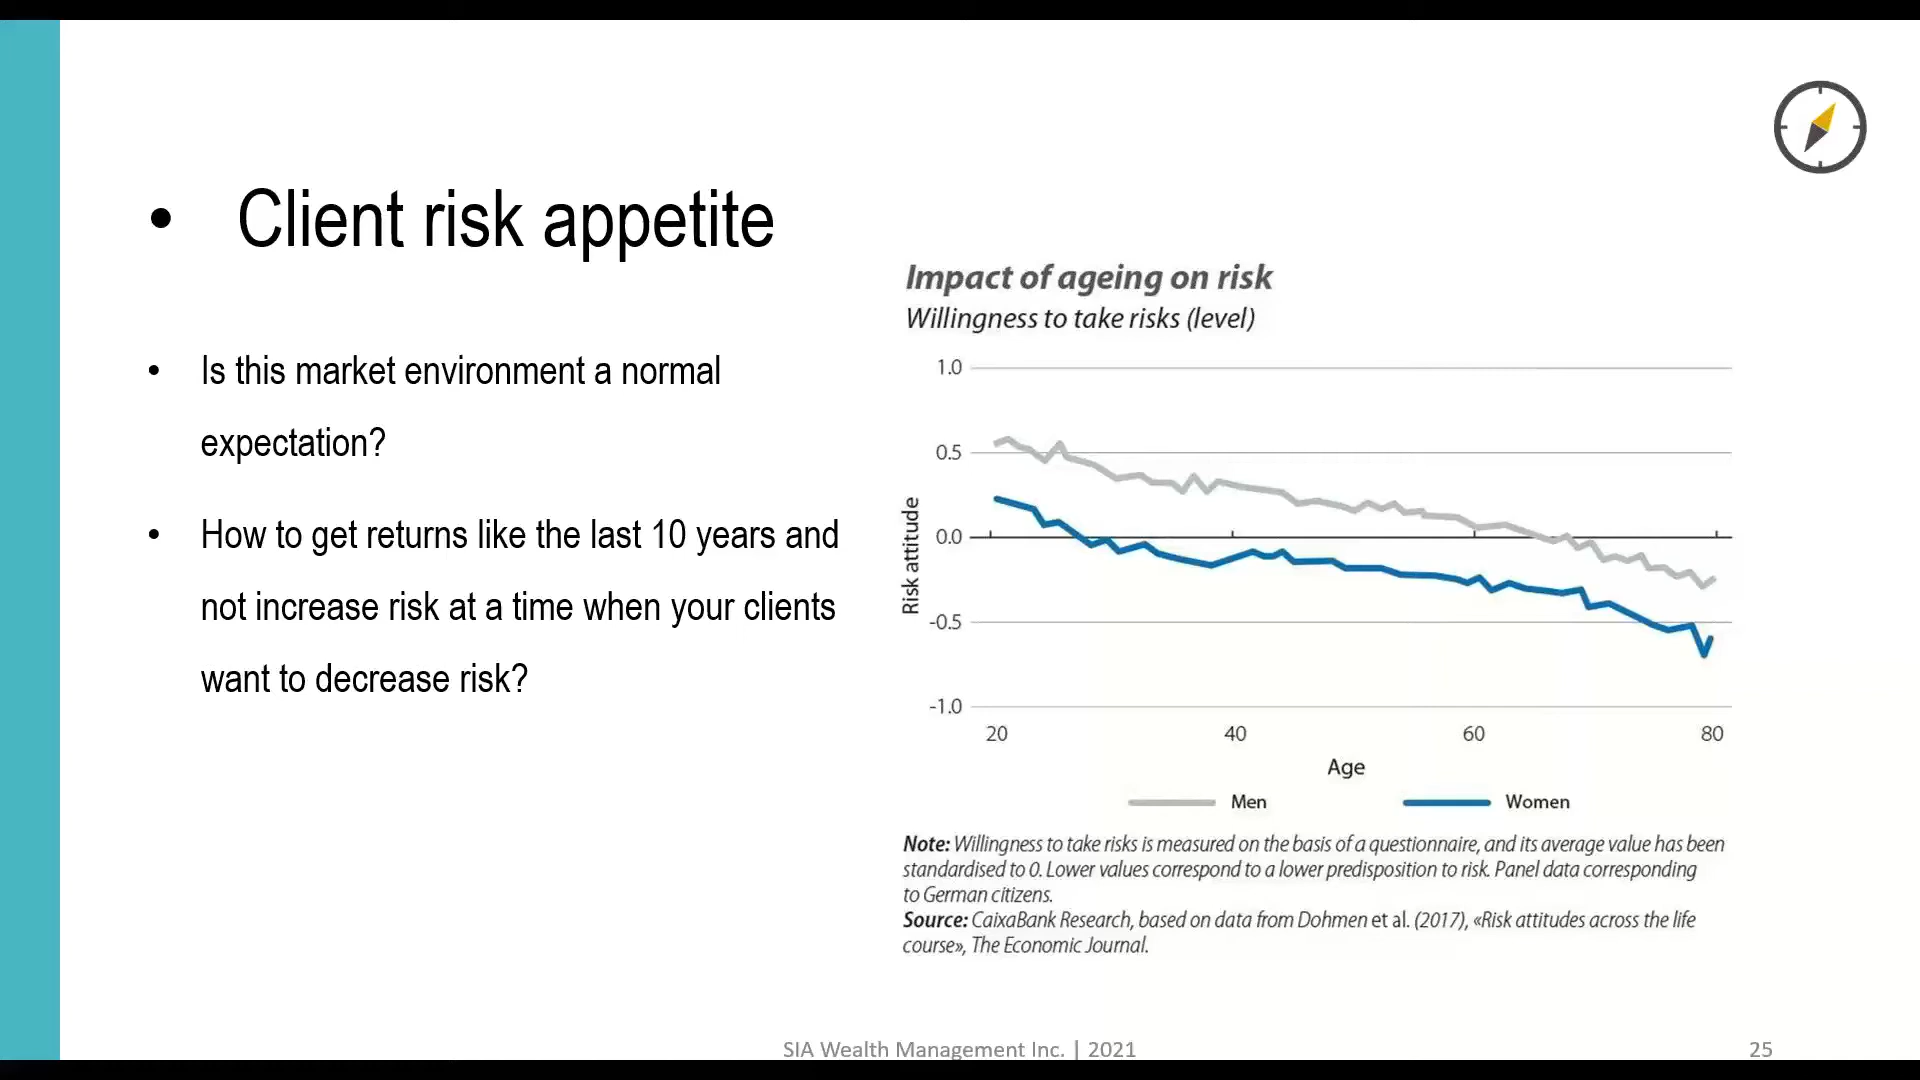 • Client risk appetite
• Is this market environment a normal
expectation?
• How to get returns like the last 10 years and
not increase risk at a time when your clients
want to decrease risk?
Impact of ageing on risk
Willingness to take risks (level)
Risk attitude
1.0
0.5
0.0
-0.5
-1.0
20 40 60 80
Age
Men Women
Note: Willingness to take risks is measured on the basis of a questionnaire, and its average value has been
standardised to 0. Lower values correspond to a lower predisposition to risk. Panel data corresponding
to German citizens.
Source: CaixaBank Research, based on data from Dohmen et al. (2017), «Risk attitudes across the life
course», The Economic Journal.
SIA Wealth Management Inc. | 2021
25